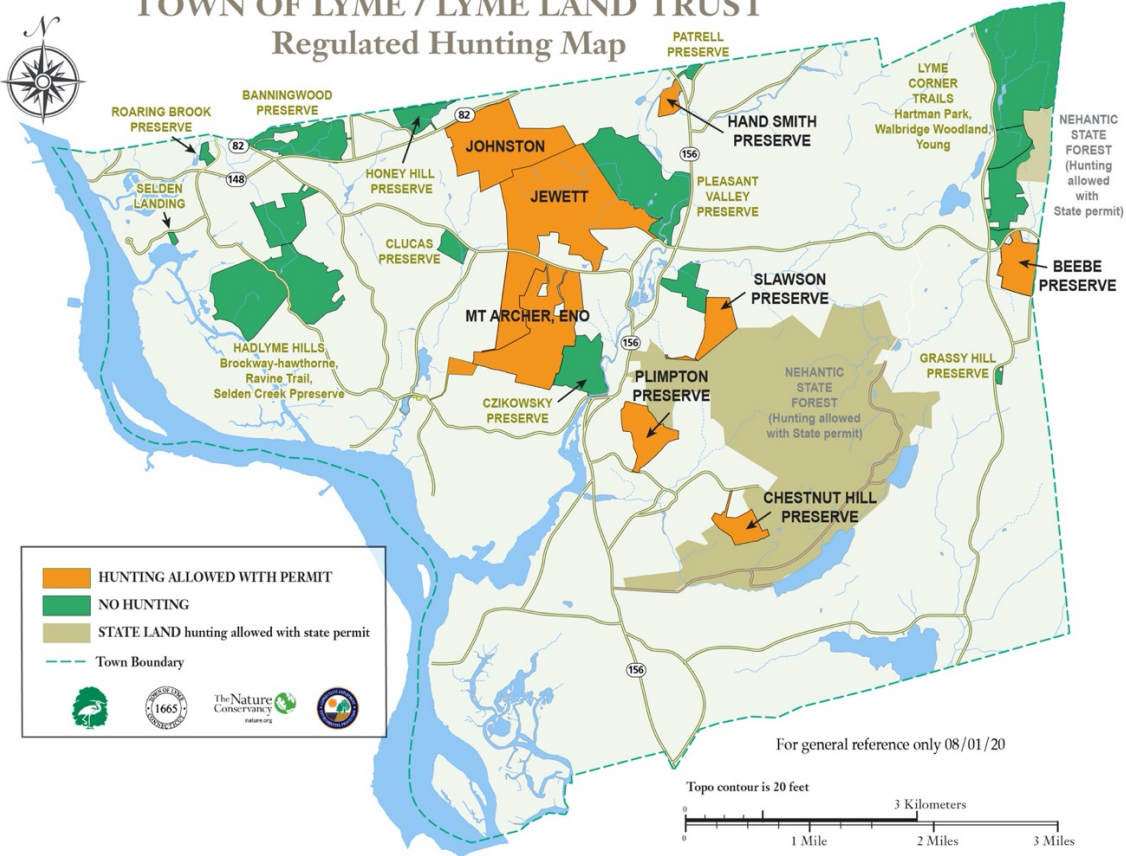 TOWN OF LYME / LYME LAND TRUST
Regulated Hunting Map
N
PATRELL
PRESERVE
LYME
CORNER
TRAILS
Hartman Park,
Walbridge Woodland,
Young
BANNINGWOOD
PRESERVE
ROARING BROOK
PRESERVE
82
HAND SMITH
PRESERVE
NEHANTIC
STATE
FOREST
(Hunting
allowed
with
State permit)
82
JOHNSTON
156
148
HONEY HILL
PRESERVE
SELDEN
LANDING
JEWETT
PLEASANT
VALLEY
PRESERVE
CLUCAS
PRESERVE
BEEBE
PRESERVE
SLAWSON
PRESERVE
MT ARCHER, ENO
156
HADLYME HILLS
Brockway-hawthorne,
Ravine Trail,
Selden Creek Ppreserve
GRASSY HILL
PRESERVE
PLIMPTON
PRESERVE
NEHANTIC
STATE
FOREST
(Hunting allowed
with State permit)
CZIKOWSKY
PRESERVE
CHESTNUT HILL
PRESERVE
HUNTING ALLOWED WITH PERMIT
NO HUNTING
STATE LAND hunting allowed with state permit
Town Boundary
TOWN OF LYME
1665
CONNECTICUT
The Nature
Conservancy
nature.org
156
For general reference only 08/01/20
Topo contour is 20 feet
0
3 Kilometers
0
1 Mile
2 Miles
3 Miles